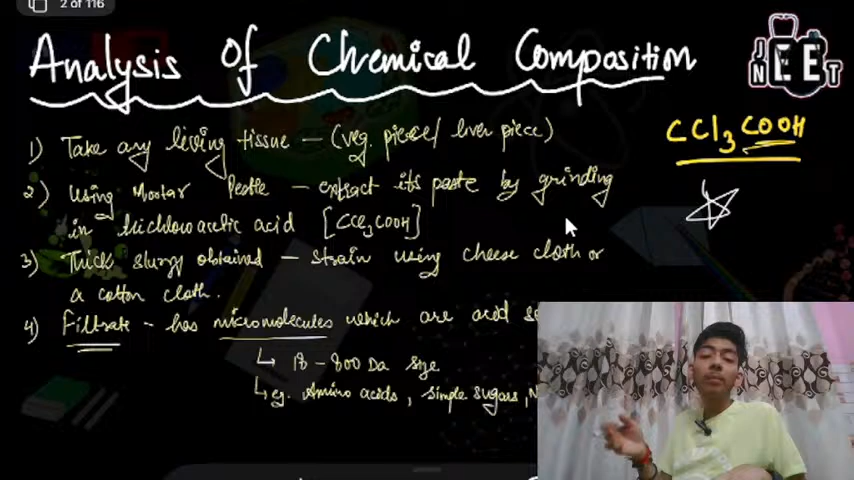 2 of 116
Analysis Of Chemical Composition
JNEET
CCl3COOH
1) Take any living tissue - (veg. piece/ liver piece)
2) Using Mortar Pestle - extract its paste by grinding
in trichloroacetic acid [CCl3COOH]
3) Thick slurry obtained - strain using cheese cloth or
a cotton cloth.
4) Filtrate - has micromolecules which are acid
↳ 18 - 800 Da size
↳ eg. Amino acids, simple sugars,